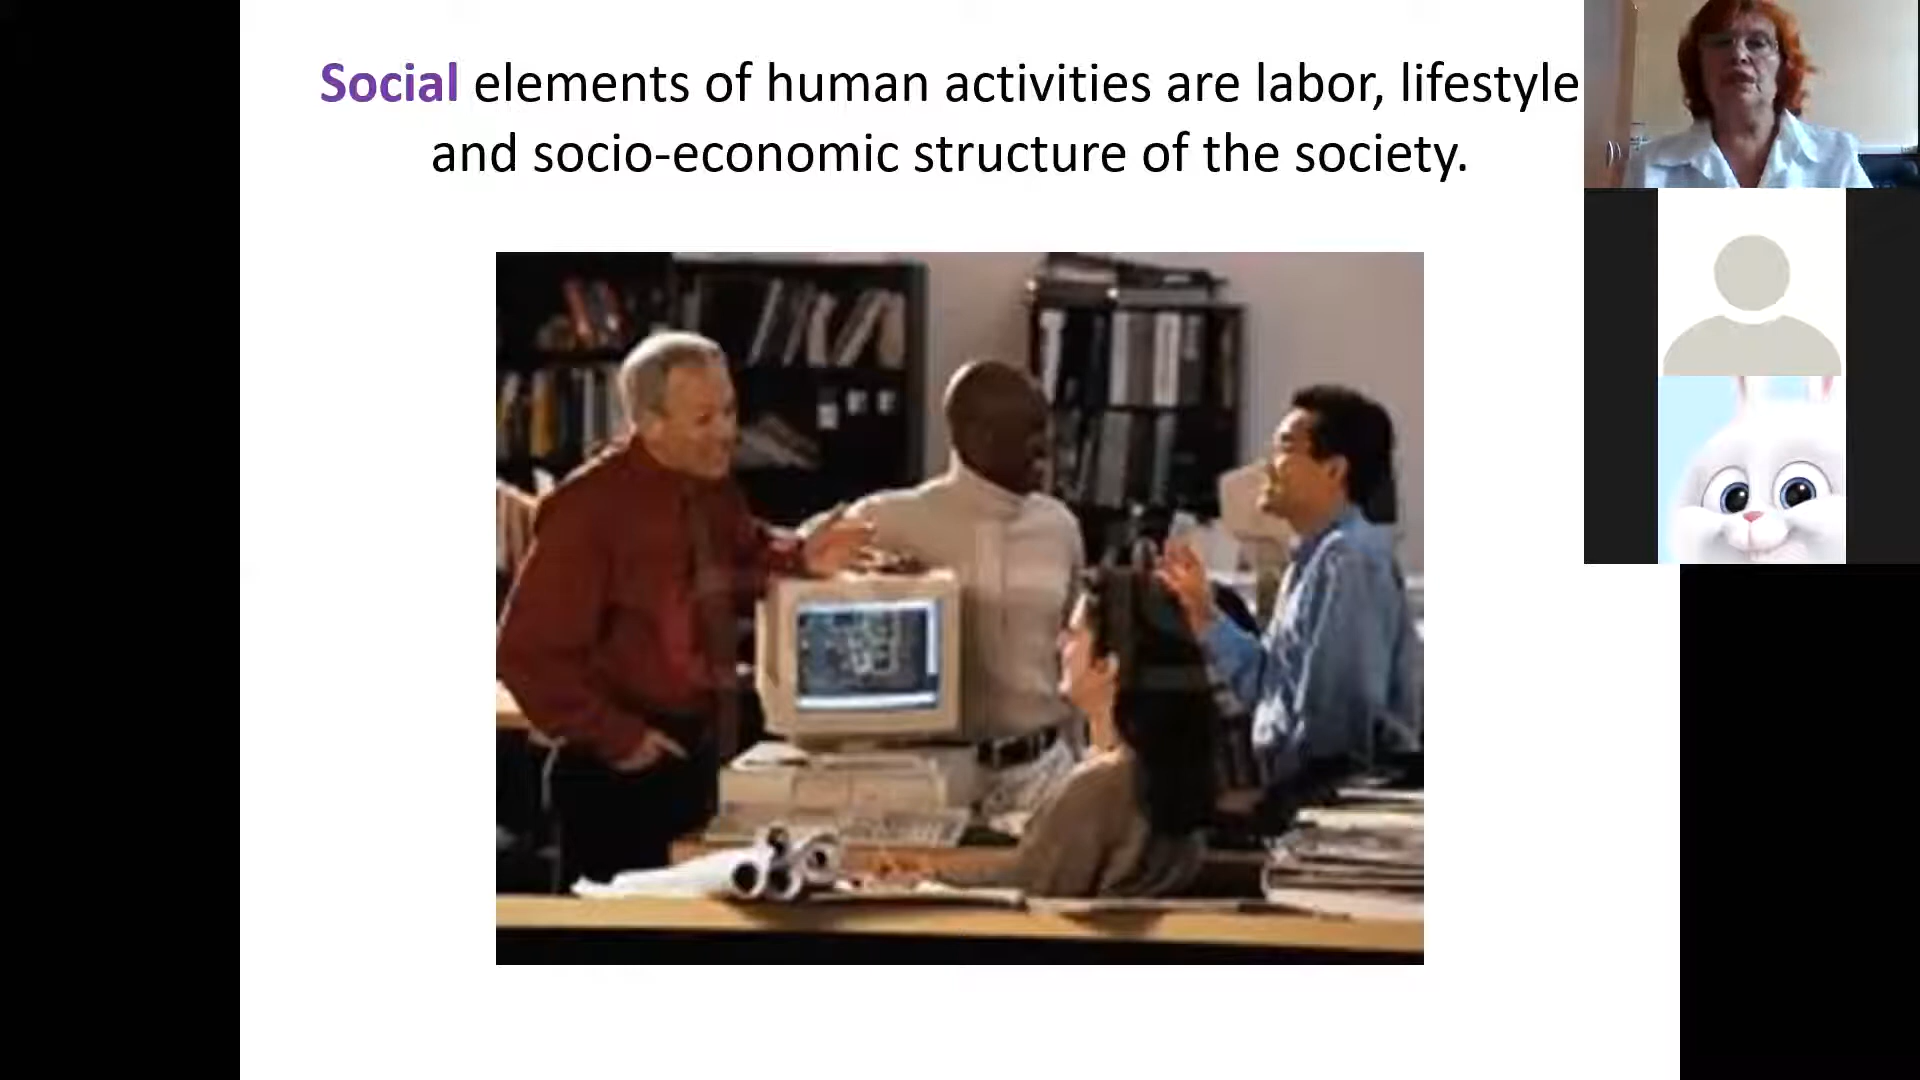 Social elements of human activities are labor, lifestyle
and socio-economic structure of the society.